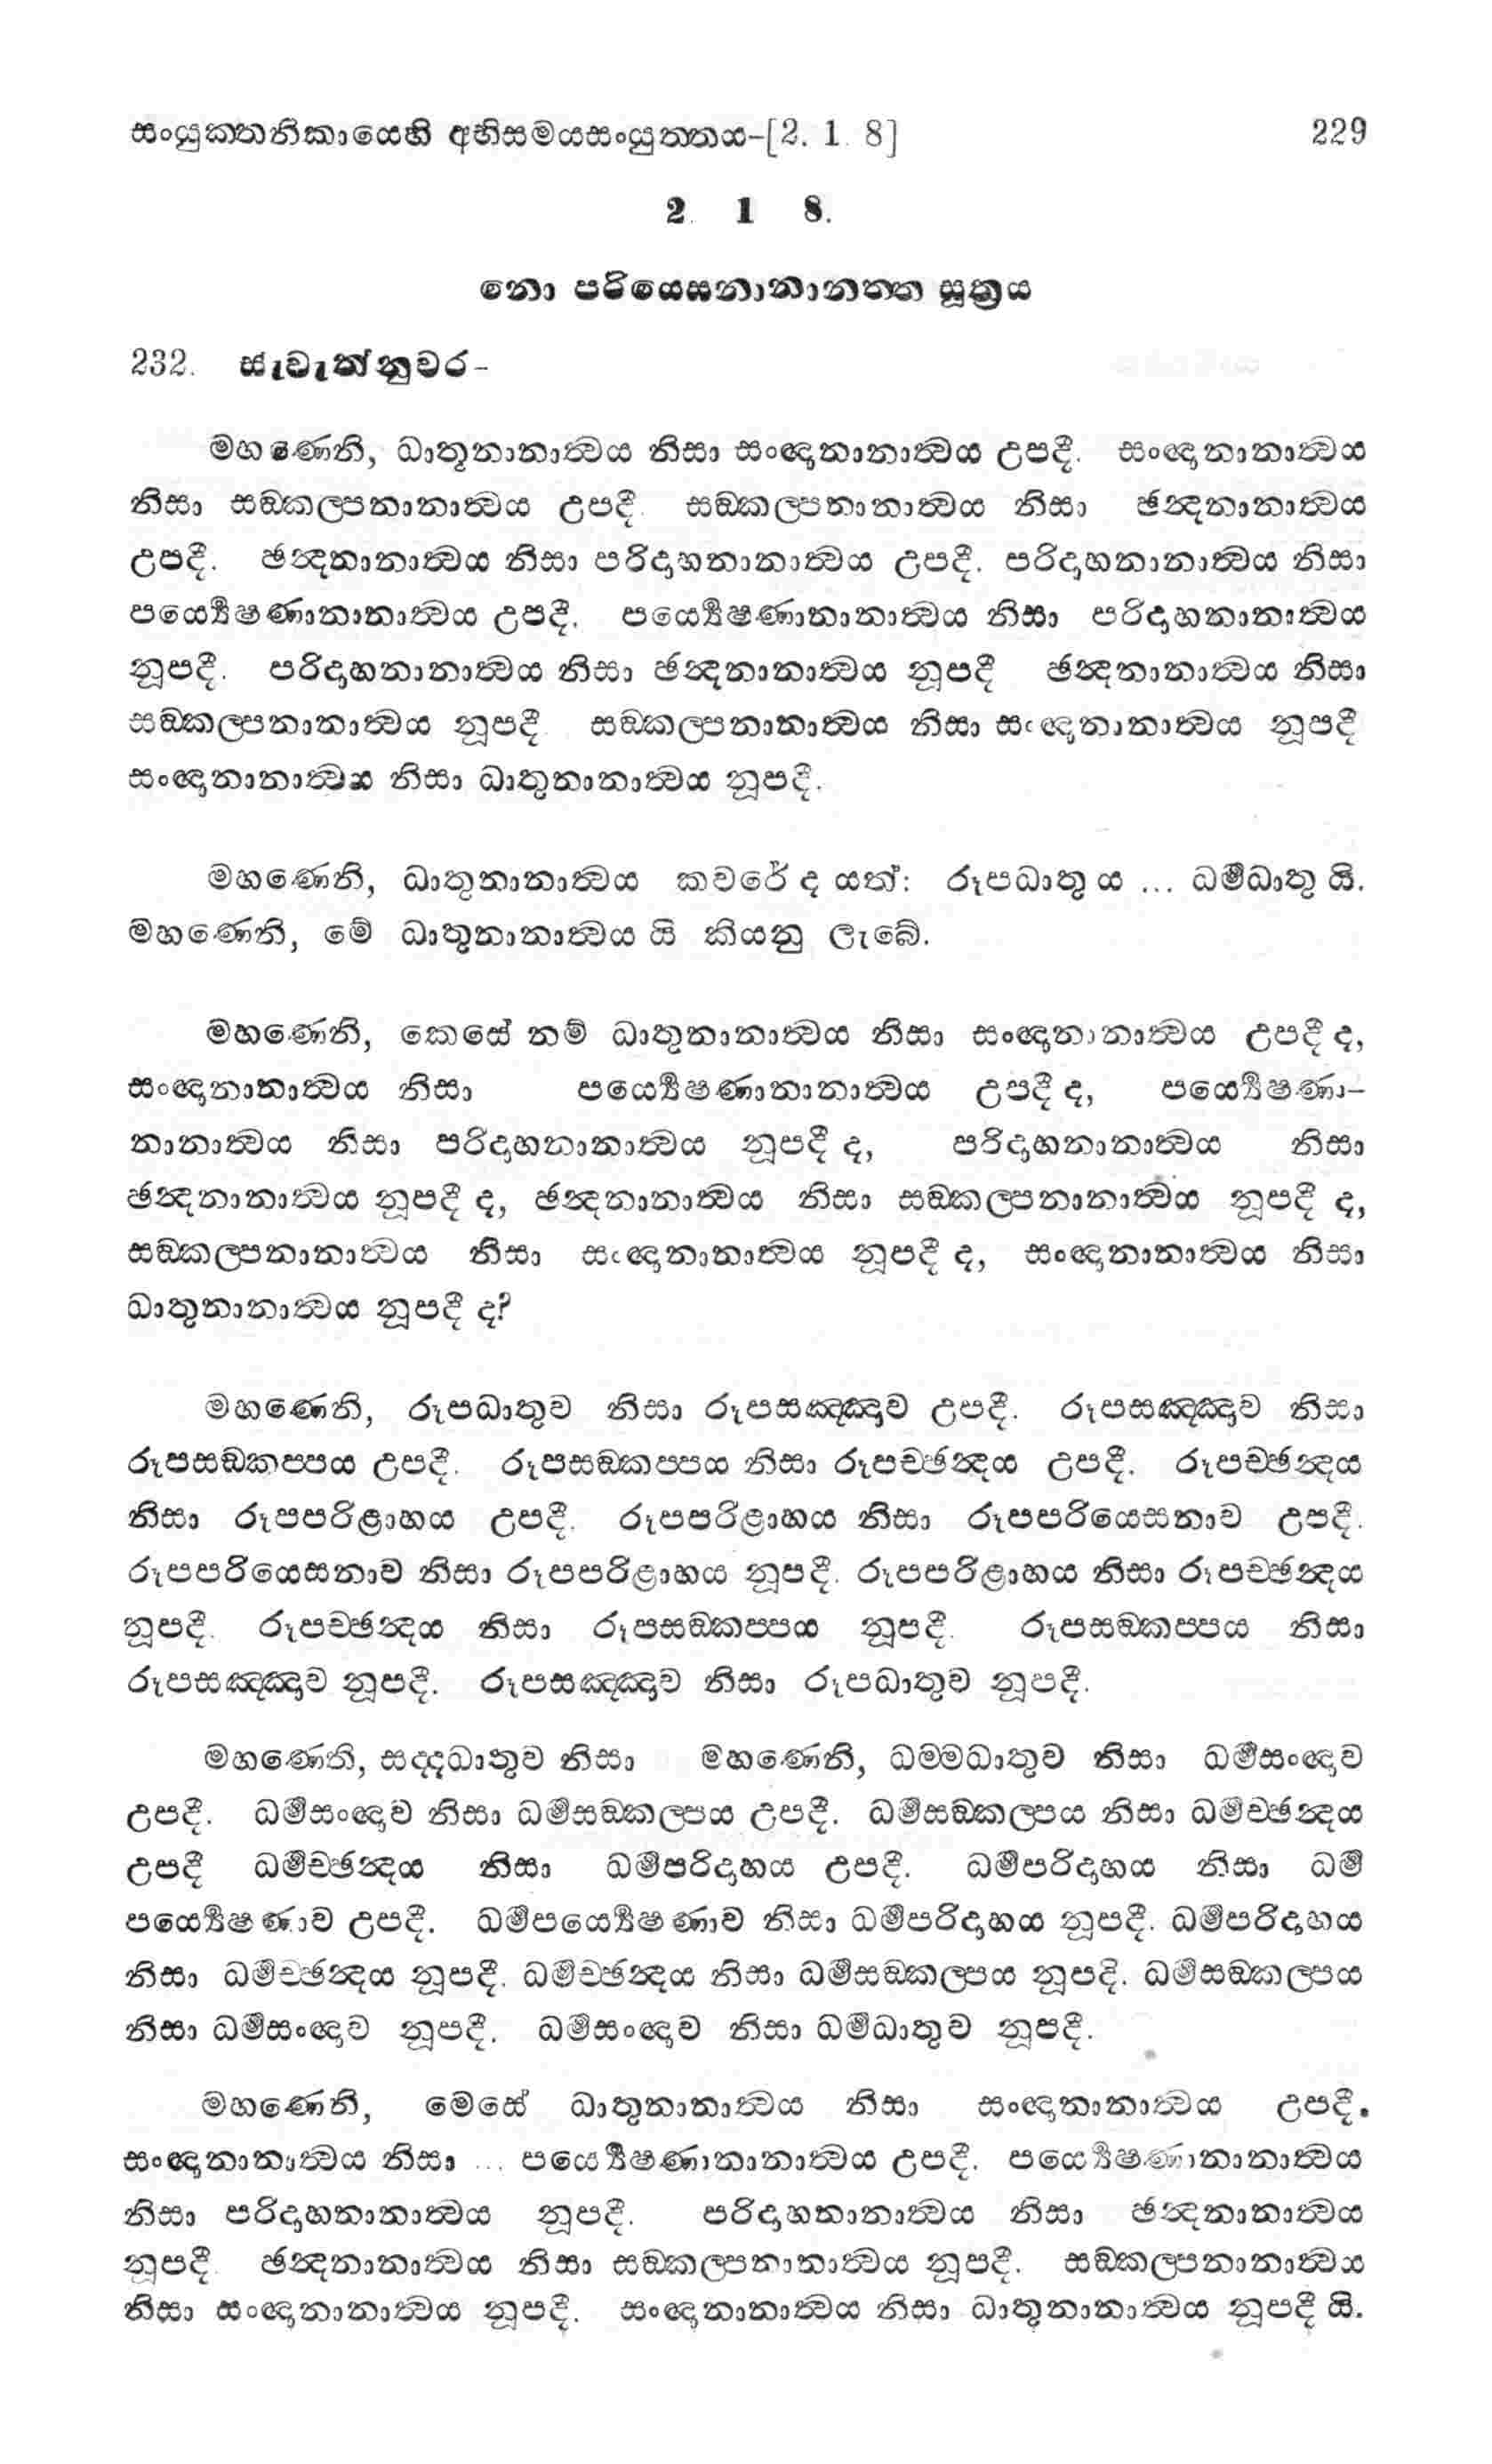 සංයුක්තනිකායෙහි අභිසමයසංයුත්තය-[2. 1. 8] 229
2. 1 8.
නො පරියෙසනානානත්ත සූත්‍රය
232. සැවැත්නුවර-
මහණෙනි, ධාතුනානාත්වය නිසා සංඥානානාත්වය උපදී. සංඥානානාත්වය
නිසා සඞ්කල්පනානාත්වය උපදී. සඞ්කල්පනානාත්වය නිසා ඡන්දනානාත්වය
උපදී. ඡන්දනානාත්වය නිසා පරිදාහනානාත්වය උපදී. පරිදාහනානාත්වය නිසා
පර්‍ය්‍යෙෂණානානාත්වය උපදී. පර්‍ය්‍යෙෂණානානාත්වය නිසා පරිදාහනානාත්වය
නූපදී. පරිදාහනානාත්වය නිසා ඡන්දනානාත්වය නූපදී ඡන්දනානාත්වය නිසා
සඞ්කල්පනානාත්වය නූපදී. සඞ්කල්පනානාත්වය නිසා සංඥානානාත්වය නූපදී
සංඥානානාත්වය නිසා ධාතුනානාත්වය නූපදී.
මහණෙනි, ධාතුනානාත්වය කවරේ ද යත්: රූපධාතු ය ... ධර්‍මධාතු යි.
මහණෙනි, මේ ධාතුනානාත්වය යි කියනු ලැබේ.
මහණෙනි, කෙසේ නම් ධාතුනානාත්වය නිසා සංඥානානාත්වය උපදී ද,
සංඥානානාත්වය නිසා පර්‍ය්‍යෙෂණානානාත්වය උපදී ද, පර්‍ය්‍යෙෂණා-
නානාත්වය නිසා පරිදාහනානාත්වය නූපදී ද, පරිදාහනානාත්වය නිසා
ඡන්දනානාත්වය නූපදී ද, ඡන්දනානාත්වය නිසා සඞ්කල්පනානාත්වය නූපදී ද,
සඞ්කල්පනානාත්වය නිසා සංඥානානාත්වය නූපදී ද, සංඥානානාත්වය නිසා
ධාතුනානාත්වය නූපදී ද?
මහණෙනි, රූපධාතුව නිසා රූපසඤ්ඤාව උපදී. රූපසඤ්ඤාව නිසා
රූපසඞ්කප්පය උපදී. රූපසඞ්කප්පය නිසා රූපච්ඡන්දය උපදී. රූපච්ඡන්දය
නිසා රූපපරිළාහය උපදී. රූපපරිළාහය නිසා රූපපරියෙසනාව උපදී.
රූපපරියෙසනාව නිසා රූපපරිළාහය නූපදී. රූපපරිළාහය නිසා රූපච්ඡන්දය
නූපදී. රූපච්ඡන්දය නිසා රූපසඞ්කප්පය නූපදී. රූපසඞ්කප්පය නිසා
රූපසඤ්ඤාව නූපදී. රූපසඤ්ඤාව නිසා රූපධාතුව නූපදී.
මහණෙනි, සද්දධාතුව නිසා මහණෙනි, ධම්මධාතුව නිසා ධර්‍මසංඥාව
උපදී. ධර්‍මසංඥාව නිසා ධර්‍මසඞ්කල්පය උපදී. ධර්‍මසඞ්කල්පය නිසා ධර්‍මච්ඡන්දය
උපදී ධර්‍මච්ඡන්දය නිසා ධර්‍මපරිදාහය උපදී. ධර්‍මපරිදාහය නිසා ධර්‍ම
පර්‍ය්‍යෙෂණාව උපදී. ධර්‍මපර්‍ය්‍යෙෂණාව නිසා ධර්‍මපරිදාහය නූපදී. ධර්‍මපරිදාහය
නිසා ධර්‍මච්ඡන්දය නූපදී. ධර්‍මච්ඡන්දය නිසා ධර්‍මසඞ්කල්පය නූපදි. ධර්‍මසඞ්කල්පය
නිසා ධර්‍මසංඥාව නූපදී. ධර්‍මසංඥාව නිසා ධර්‍මධාතුව නූපදී.
මහණෙනි, මෙසේ ධාතුනානාත්වය නිසා සංඥානානාත්වය උපදී.
සංඥානානාත්වය නිසා ... පර්‍ය්‍යෙෂණානානාත්වය උපදී. පර්‍ය්‍යෙෂණානානාත්වය
නිසා පරිදාහනානාත්වය නූපදී. පරිදාහනානාත්වය නිසා ඡන්දනානාත්වය
නූපදී ඡන්දනානාත්වය නිසා සඞ්කල්පනානාත්වය නූපදී. සඞ්කල්පනානාත්වය
නිසා සංඥානානාත්වය නූපදී. සංඥානානාත්වය නිසා ධාතුනානාත්වය නූපදී යි.